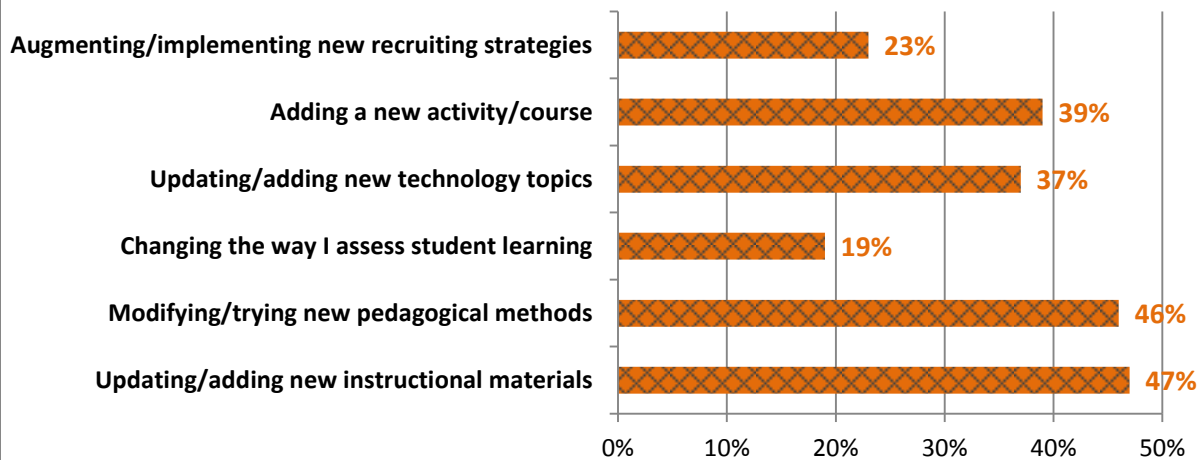 Augmenting/implementing new recruiting strategies 23%
Adding a new activity/course 39%
Updating/adding new technology topics 37%
Changing the way I assess student learning 19%
Modifying/trying new pedagogical methods 46%
Updating/adding new instructional materials 47%
0% 10% 20% 30% 40% 50%